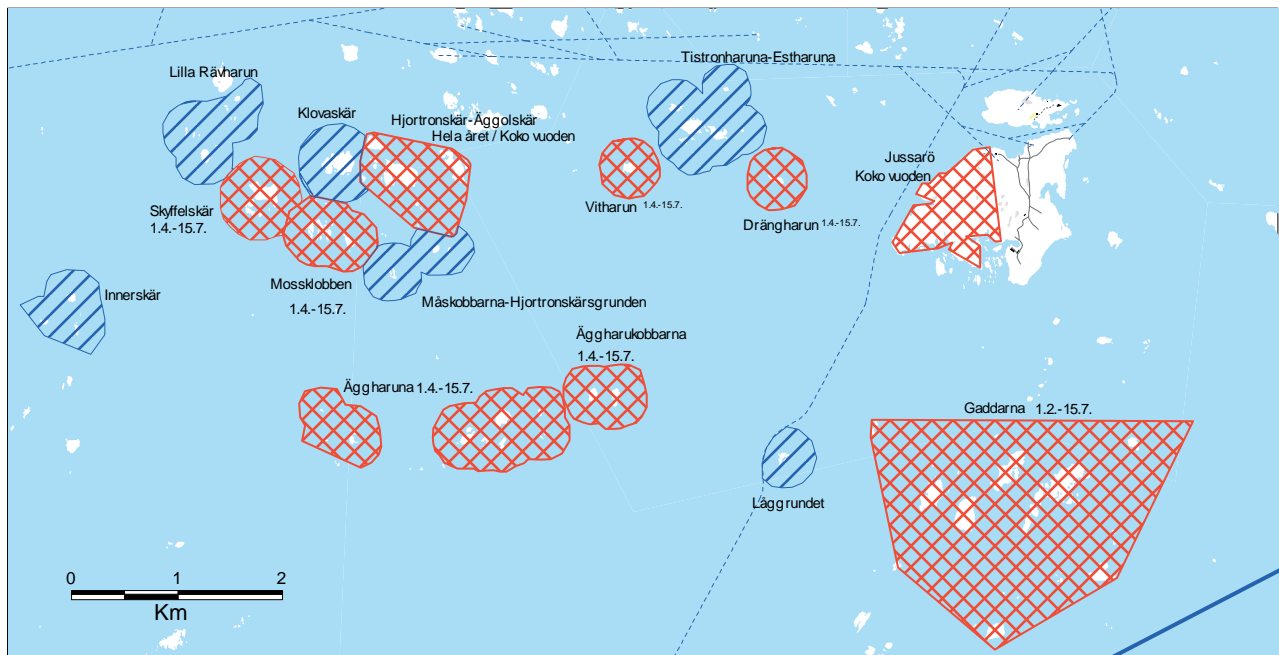 Tistronharuna-Estharuna
Lilla Rävharun
Klovaskär
Hjortronskär-Äggolskär
Hela året / Koko vuoden
Jussarö
Koko vuoden
Skyffelskär
1.4.-15.7.
Vitharun 1.4.-15.7.
Drängharun 1.4.-15.7.
Mossklobben
1.4.-15.7.
Innerskär
Måskobbarna-Hjortronskärsgrunden
Äggharukobbarna
1.4.-15.7.
Äggharuna 1.4.-15.7.
Gaddarna 1.2.-15.7.
Läggrundet
0 1 2
Km